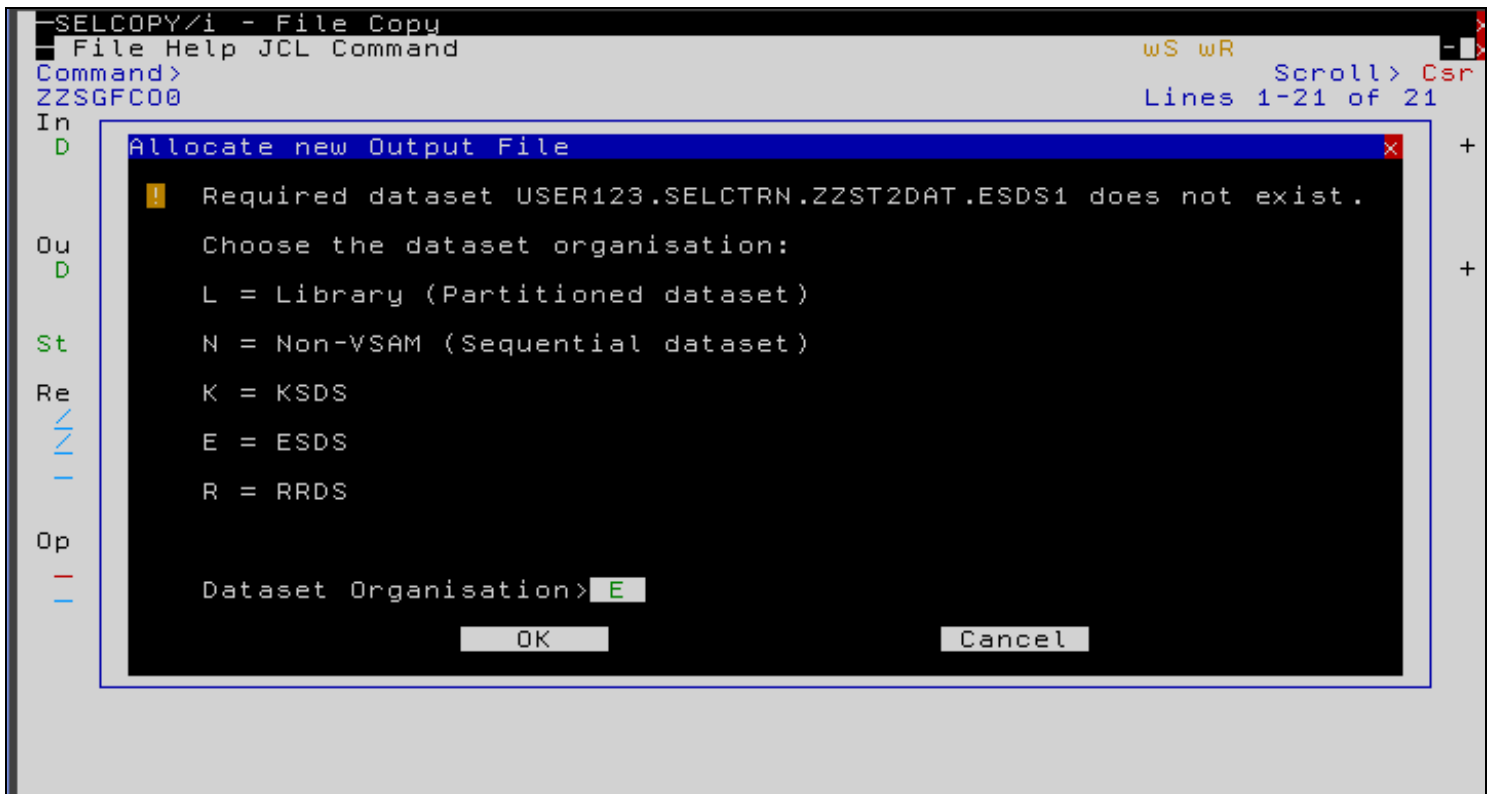 SELCOPY/i - File Copy
File Help JCL Command wS wR
Command> Scroll> Csr
ZZSGFCO0 Lines 1-21 of 21
In
D Allocate new Output File × +
! Required dataset USER123.SELCTRN.ZZST2DAT.ESDS1 does not exist.
Ou Choose the dataset organisation:
D +
L = Library (Partitioned dataset)
St N = Non-VSAM (Sequential dataset)
Re K = KSDS
/
/ E = ESDS
_
R = RRDS
Op
_
_ Dataset Organisation> E
OK Cancel